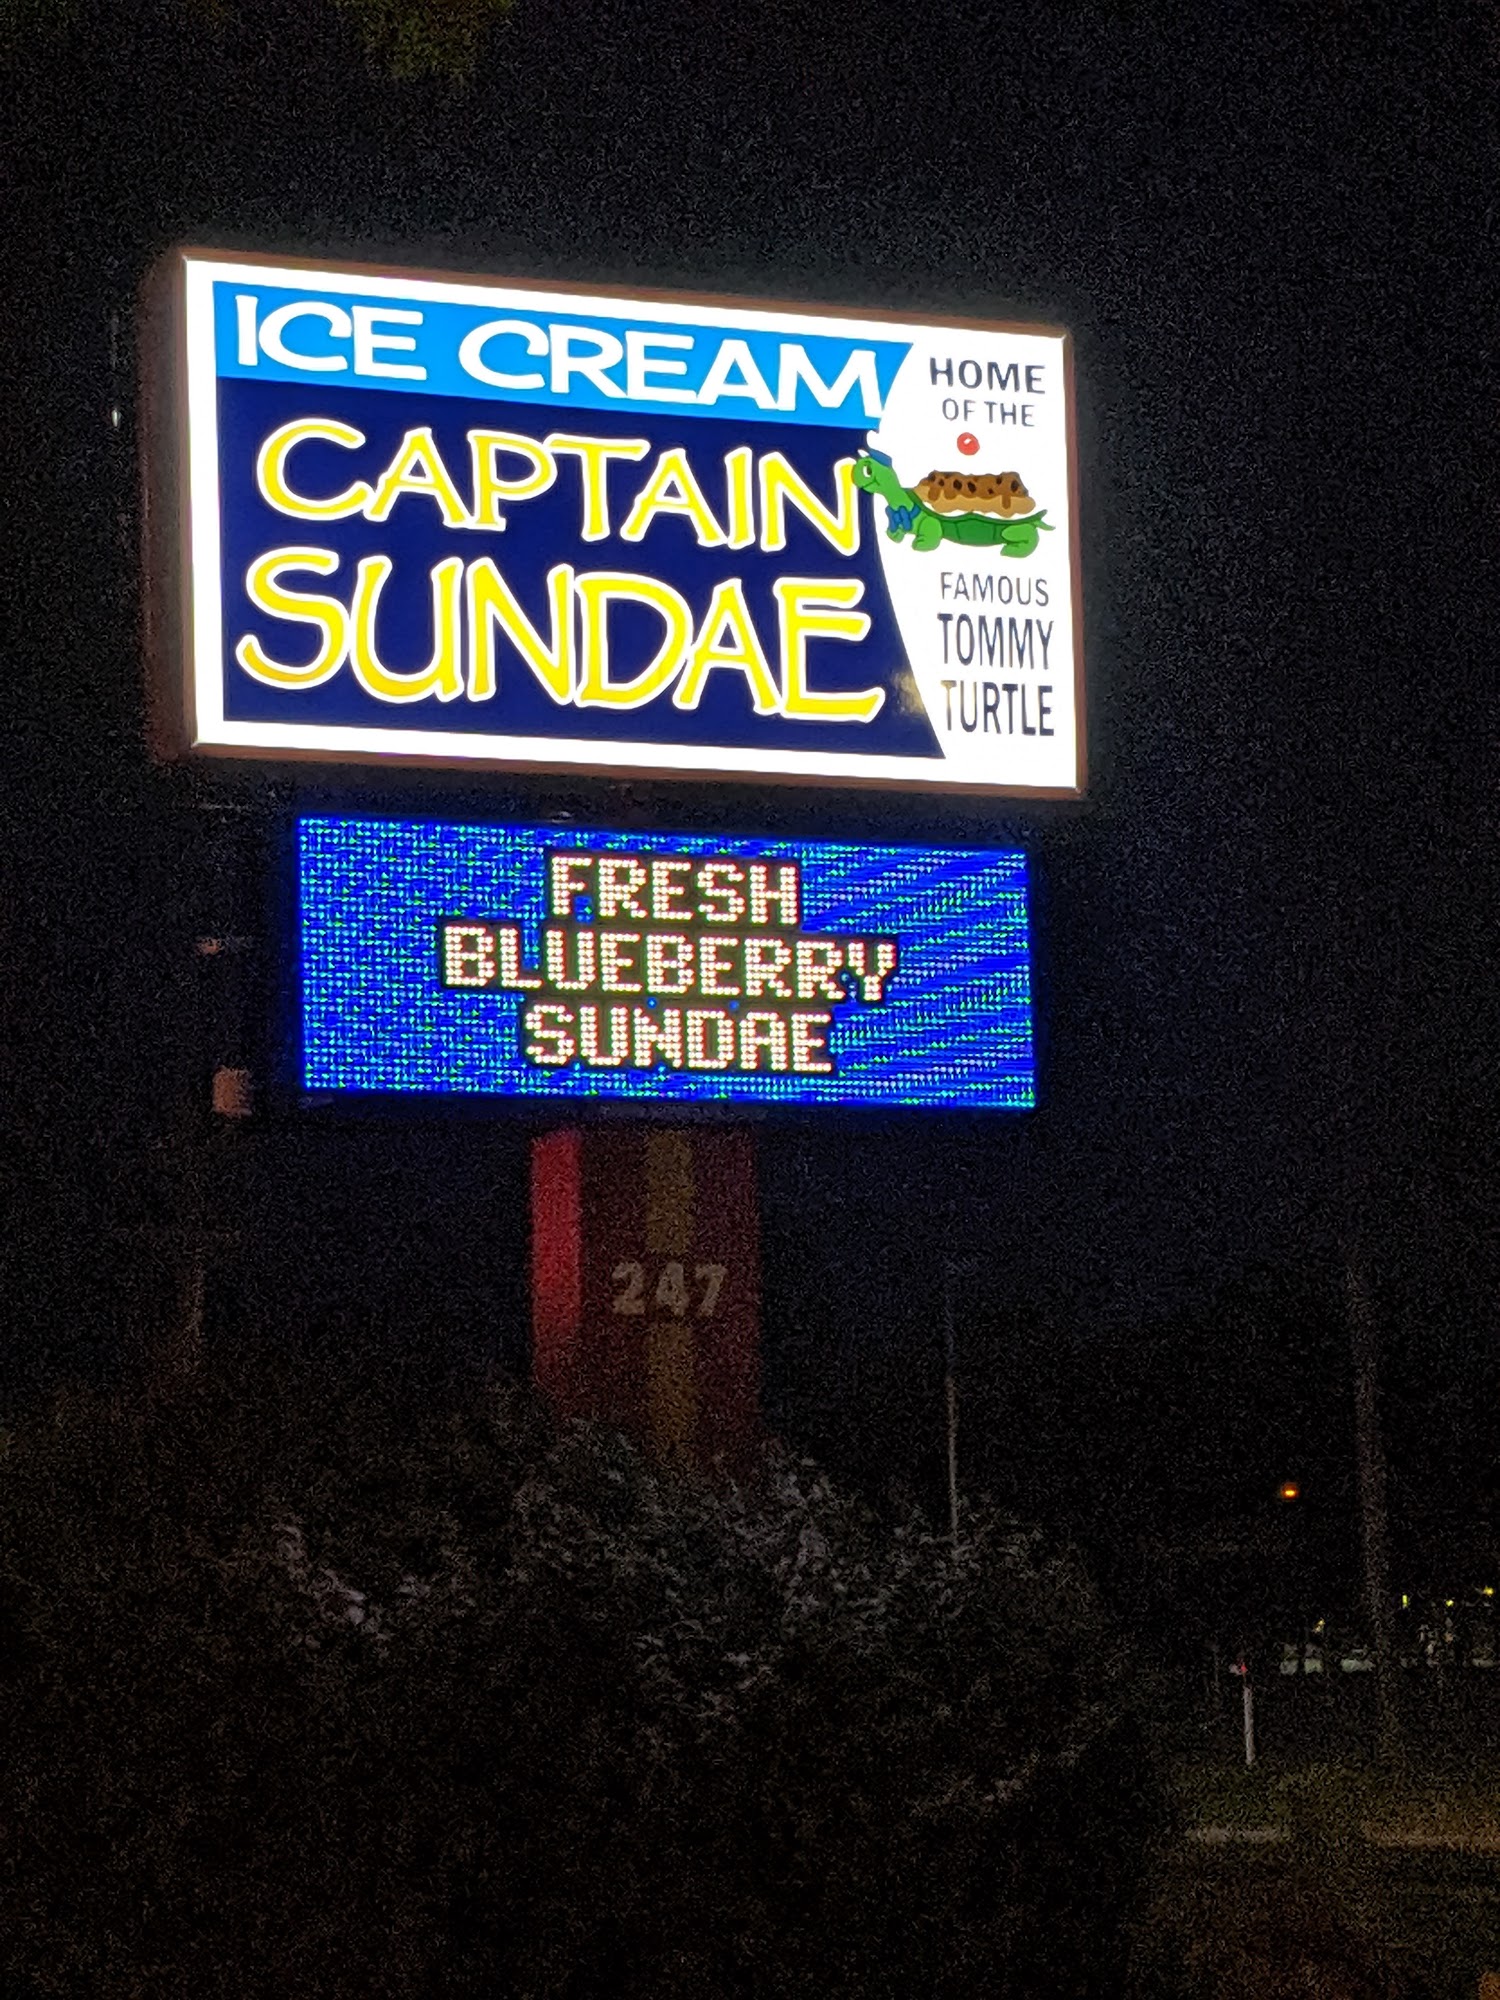 ICE CREAM
CAPTAIN
SUNDAE
HOME
OF THE
FAMOUS
TOMMY
TURTLE
FRESH
BLUEBERRY
SUNDAE
247